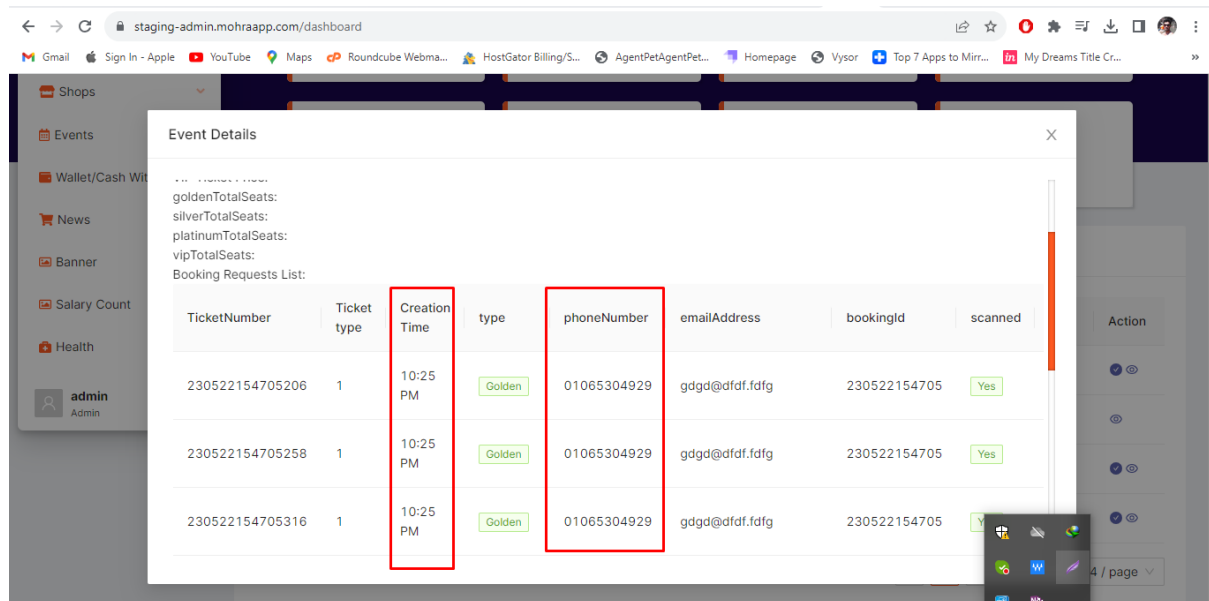 staging-admin.mohraapp.com/dashboard
Gmail Sign In - Apple YouTube Maps Roundcube Webma... HostGator Billing/S... AgentPetAgentPet... Homepage Vysor Top 7 Apps to Mirr... My Dreams Title Cr... »
Shops
Events
Wallet/Cash Wit
News
Banner
Salary Count
Health
admin
Admin
Event Details
goldenTotalSeats:
silverTotalSeats:
platinumTotalSeats:
vipTotalSeats:
Booking Requests List:
TicketNumber Ticket type Creation Time type phoneNumber emailAddress bookingId scanned
230522154705206 1 10:25 PM Golden 01065304929 gdgd@dfdf.fdfg 230522154705 Yes
230522154705258 1 10:25 PM Golden 01065304929 gdgd@dfdf.fdfg 230522154705 Yes
230522154705316 1 10:25 PM Golden 01065304929 gdgd@dfdf.fdfg 230522154705
Action
4 / page